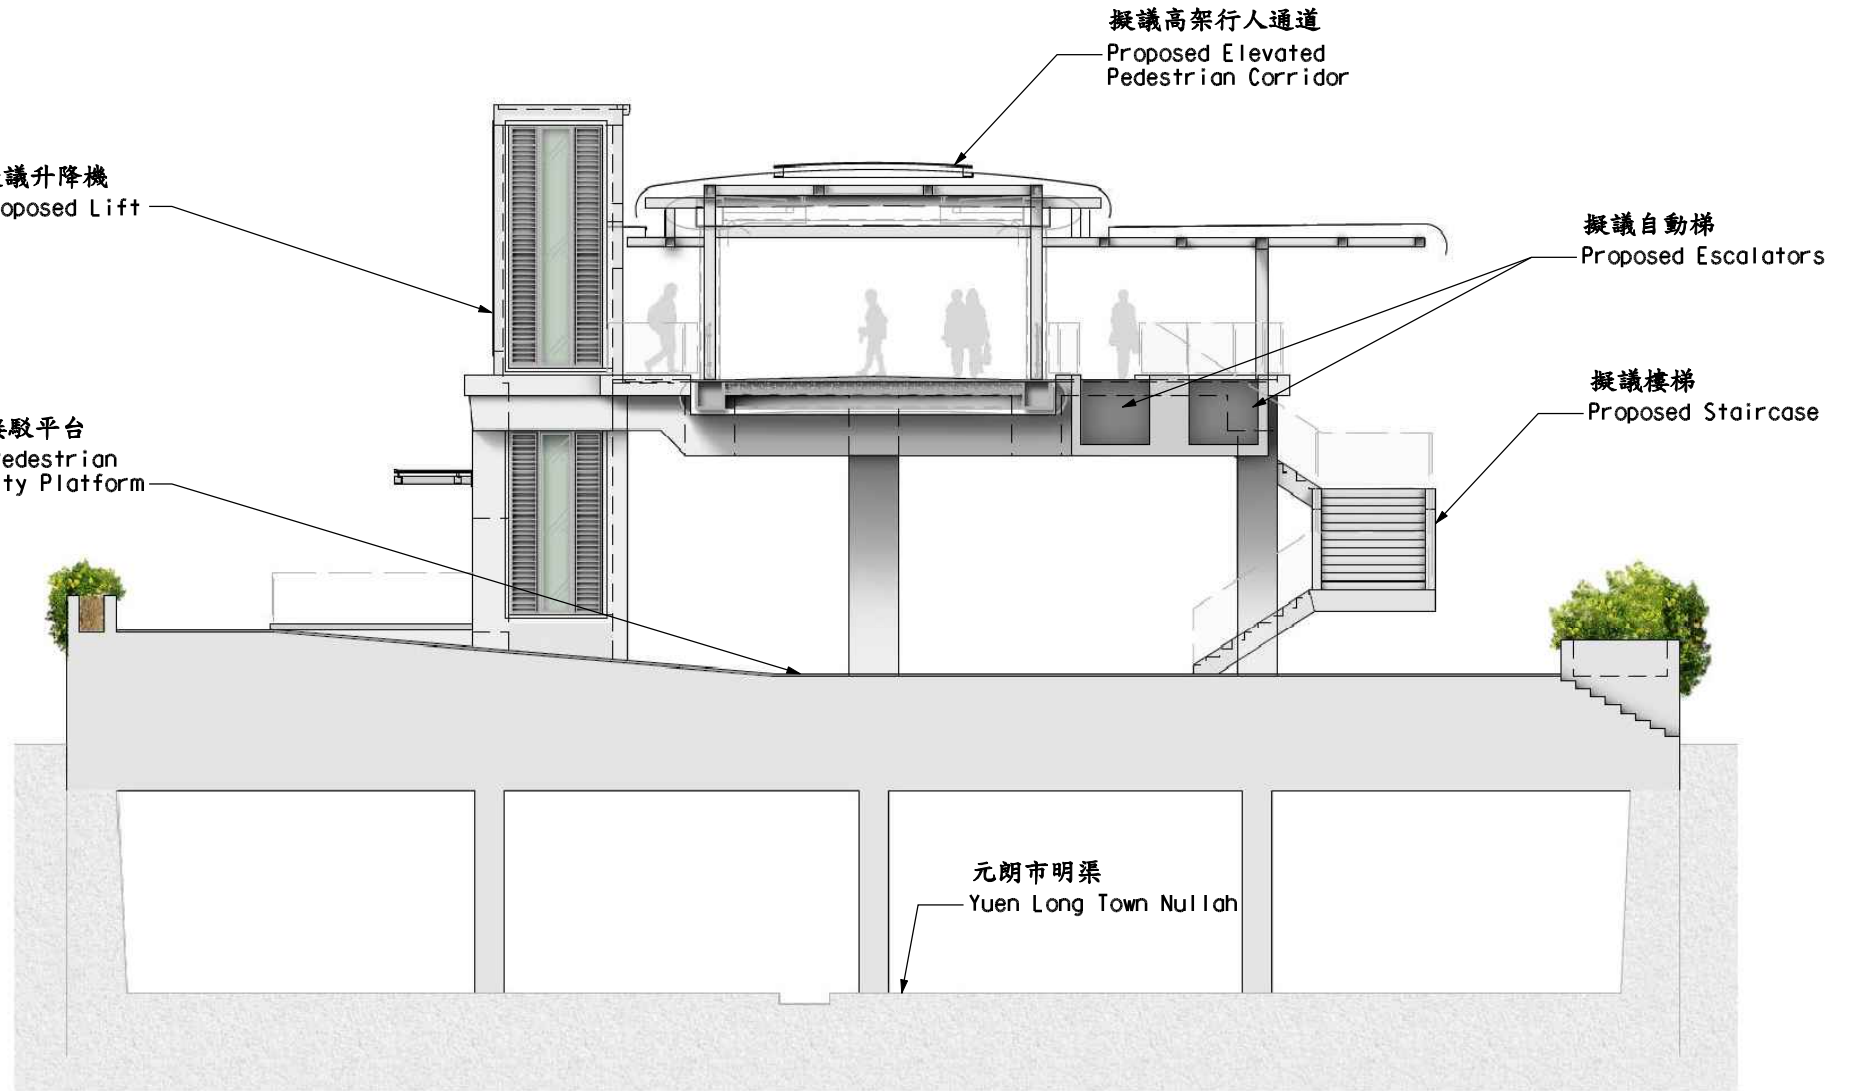 擬議高架行人通道
Proposed Elevated
Pedestrian Corridor
議升降機
oposed Lift
擬議自動梯
Proposed Escalators
擬議樓梯
Proposed Staircase
接駁平台
edestrian
ty Platform
元朗市明渠
Yuen Long Town Nullah